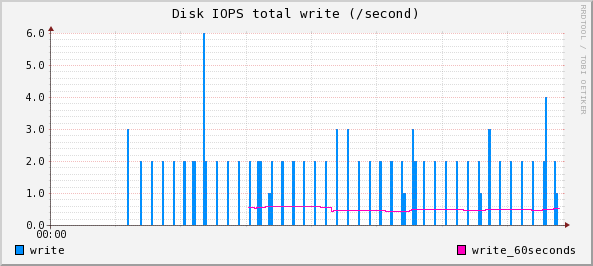 Disk IOPS total write (/second)
RRDTOOL / TOBI OETIKER
6.0
5.0
4.0
3.0
2.0
1.0
0.0
00:00
write
write_60seconds